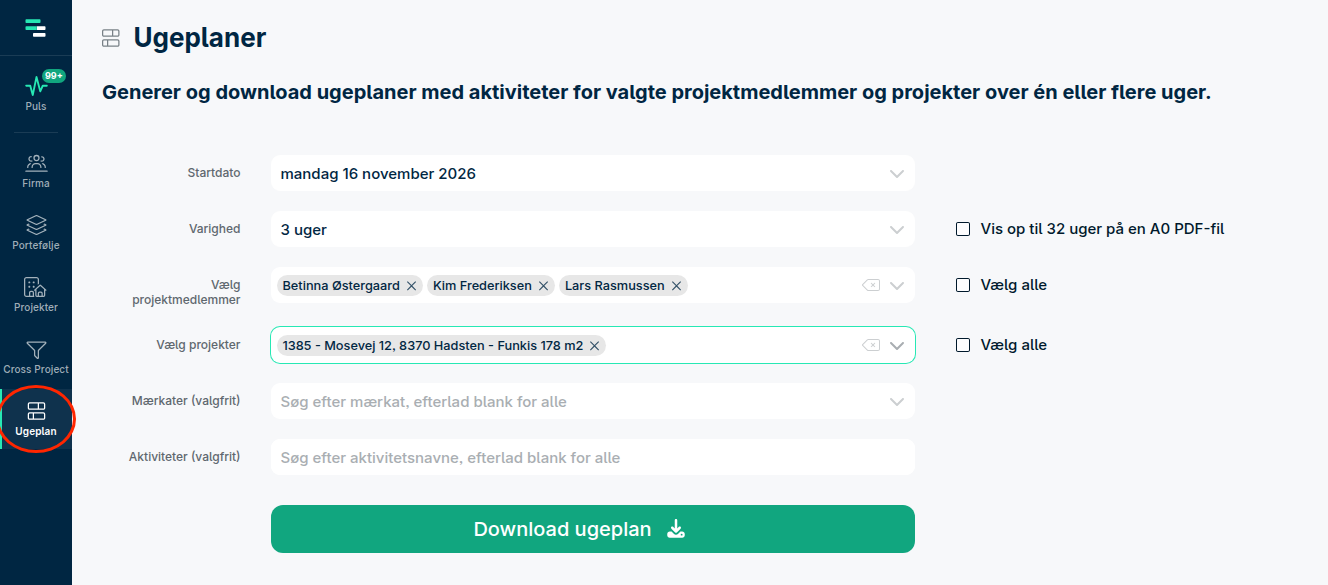 Ugeplaner
Generer og download ugeplaner med aktiviteter for valgte projektmedlemmer og projekter over én eller flere uger.
99+
Puls
Firma
Portefølje
Projekter
Cross Project
Ugeplan
Startdato
mandag 16 november 2026
Varighed
3 uger
Vis op til 32 uger på en A0 PDF-fil
Vælg
projektmedlemmer
Betinna Østergaard
Kim Frederiksen
Lars Rasmussen
Vælg alle
Vælg projekter
1385 - Mosevej 12, 8370 Hadsten - Funkis 178 m2
Vælg alle
Mærkater (valgfrit)
Søg efter mærkat, efterlad blank for alle
Aktiviteter (valgfrit)
Søg efter aktivitetsnavne, efterlad blank for alle
Download ugeplan